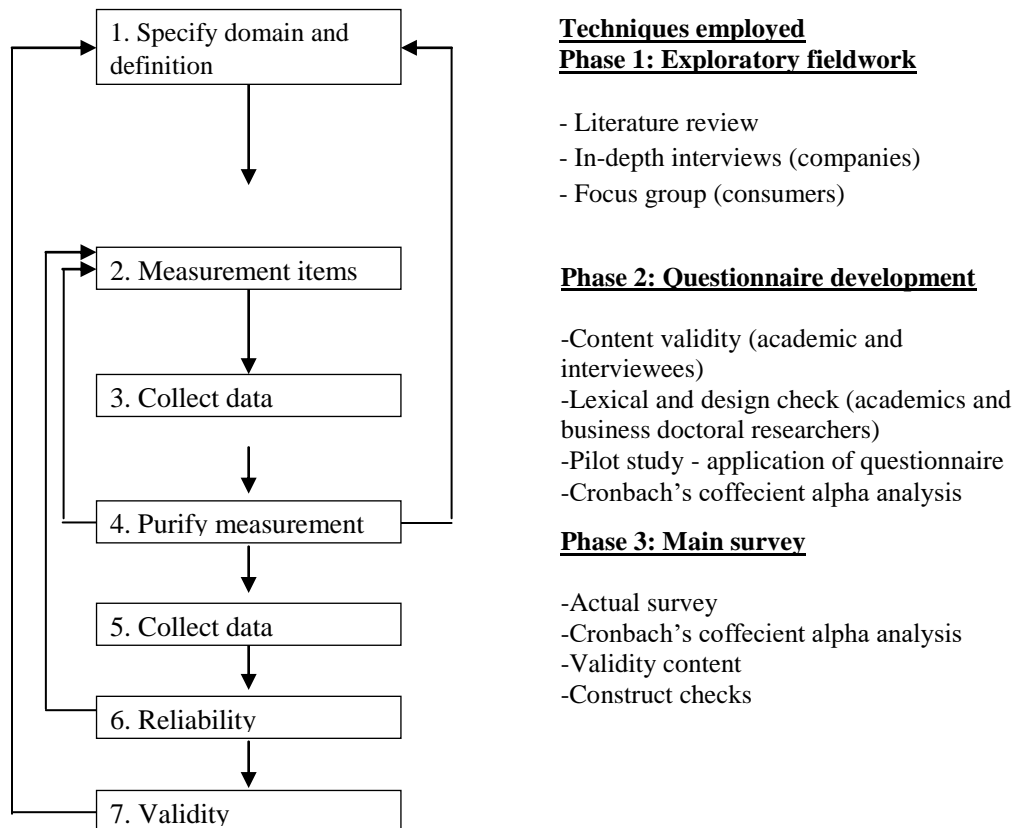 1. Specify domain and
definition
2. Measurement items
3. Collect data
4. Purify measurement
5. Collect data
6. Reliability
7. Validity
Techniques employed
Phase 1: Exploratory fieldwork
- Literature review
- In-depth interviews (companies)
- Focus group (consumers)
Phase 2: Questionnaire development
-Content validity (academic and
interviewees)
-Lexical and design check (academics and
business doctoral researchers)
-Pilot study - application of questionnaire
-Cronbach’s coffecient alpha analysis
Phase 3: Main survey
-Actual survey
-Cronbach’s coffecient alpha analysis
-Validity content
-Construct checks